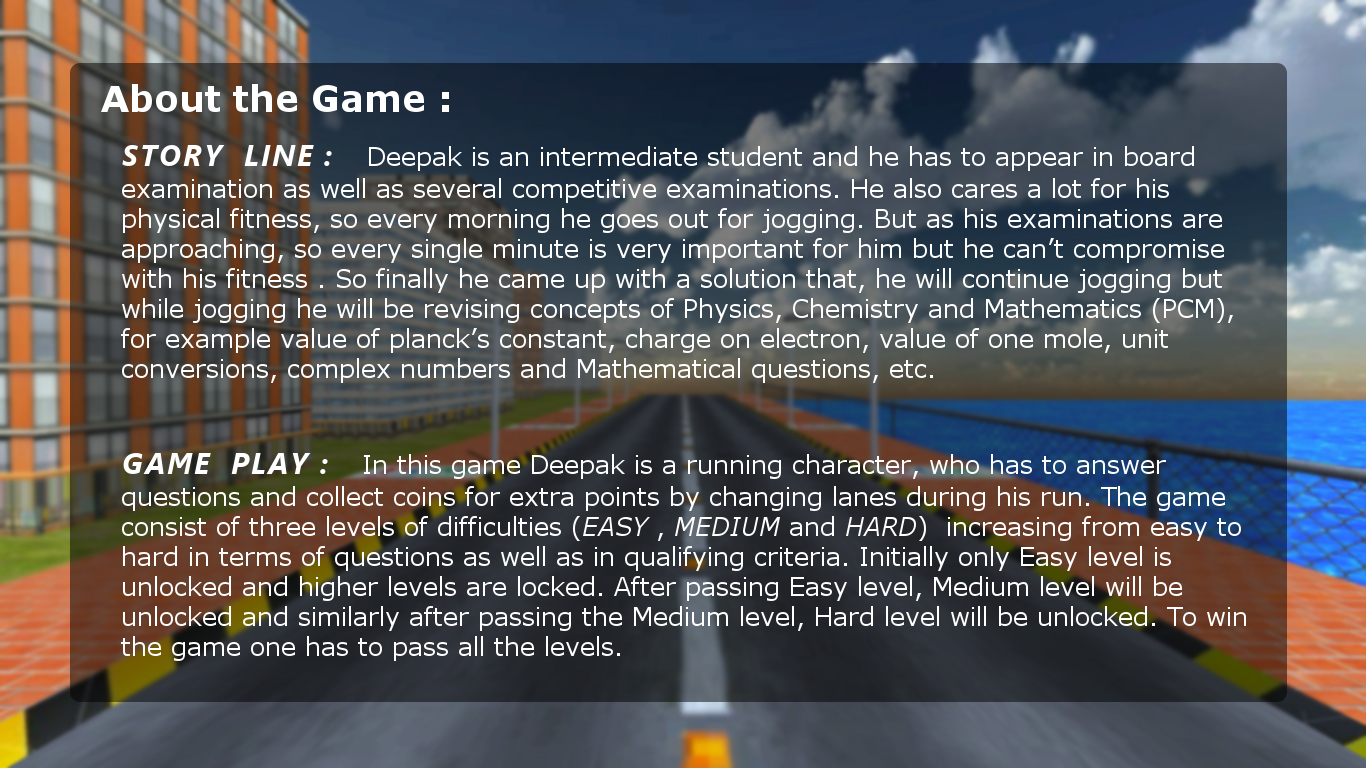 About the Game :
STORY LINE : Deepak is an intermediate student and he has to appear in board
examination as well as several competitive examinations. He also cares a lot for his
physical fitness, so every morning he goes out for jogging. But as his examinations are
approaching, so every single minute is very important for him but he can’t compromise
with his fitness . So finally he came up with a solution that, he will continue jogging but
while jogging he will be revising concepts of Physics, Chemistry and Mathematics (PCM),
for example value of planck’s constant, charge on electron, value of one mole, unit
conversions, complex numbers and Mathematical questions, etc.
GAME PLAY : In this game Deepak is a running character, who has to answer
questions and collect coins for extra points by changing lanes during his run. The game
consist of three levels of difficulties (EASY , MEDIUM and HARD) increasing from easy to
hard in terms of questions as well as in qualifying criteria. Initially only Easy level is
unlocked and higher levels are locked. After passing Easy level, Medium level will be
unlocked and similarly after passing the Medium level, Hard level will be unlocked. To win
the game one has to pass all the levels.